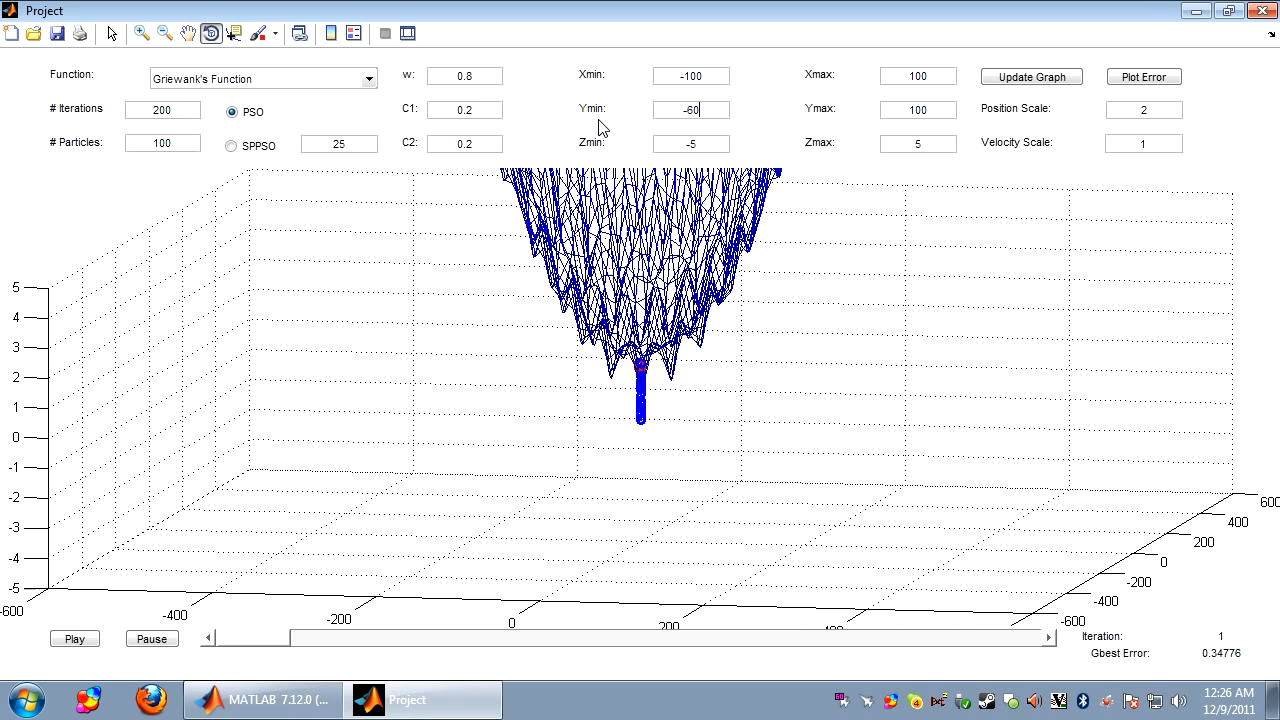 Project
Function: Griewank's Function w: 0.8 Xmin: -100 Xmax: 100 Update Graph Plot Error
# Iterations 200 PSO C1: 0.2 Ymin: -60 Ymax: 100 Position Scale: 2
# Particles: 100 SPPSO 25 C2: 0.2 Zmin: -5 Zmax: 5 Velocity Scale: 1
5
4
3
2
1
0
-1
-2
-3
-4
-5
600
400
200
0
-200
-400
-600
-600 -400 -200 0 200
Play Pause Iteration: 1
Gbest Error: 0.34776
MATLAB 7.12.0 (... Project 12:26 AM
12/9/2011